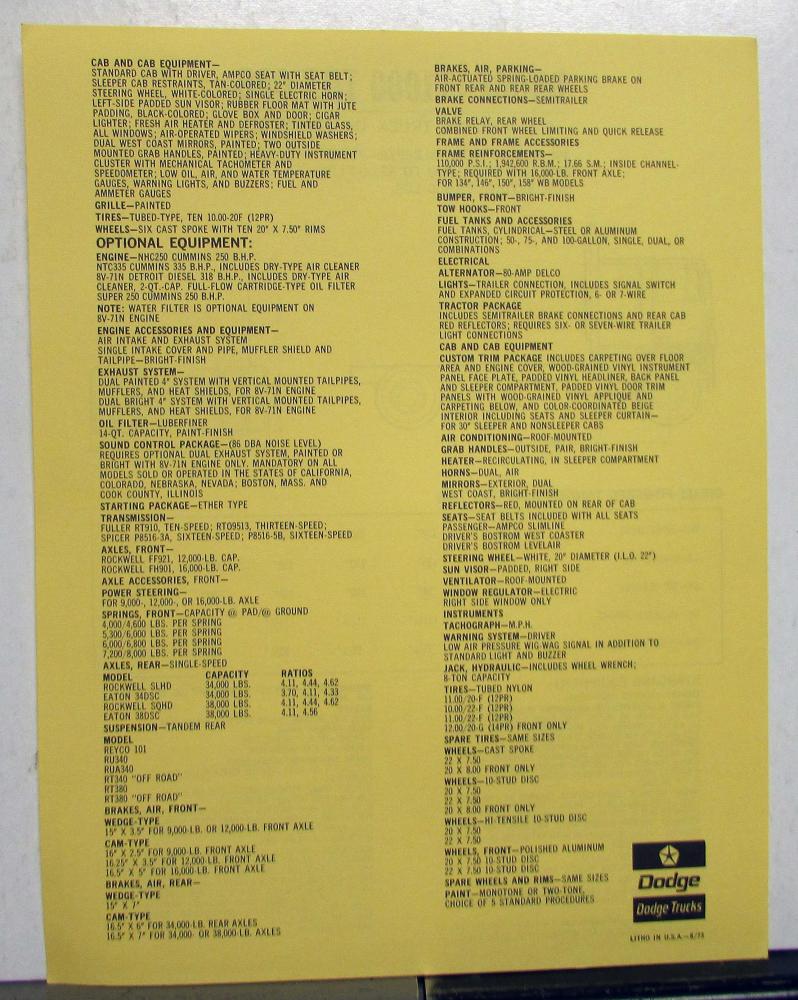 CAB AND CAB EQUIPMENT—
STANDARD CAB WITH DRIVER, AMPCO SEAT WITH SEAT BELT;
SLEEPER CAB RESTRAINTS, TAN-COLORED; 22" DIAMETER
STEERING WHEEL, WHITE-COLORED; SINGLE ELECTRIC HORN;
LEFT-SIDE PADDED SUN VISOR; RUBBER FLOOR MAT WITH JUTE
PADDING, BLACK-COLORED; GLOVE BOX AND DOOR; CIGAR
LIGHTER; FRESH AIR HEATER AND DEFROSTER; TINTED GLASS,
ALL WINDOWS; AIR-OPERATED WIPERS; WINDSHIELD WASHERS;
DUAL WEST COAST MIRRORS, PAINTED; TWO OUTSIDE
MOUNTED GRAB HANDLES, PAINTED; HEAVY-DUTY INSTRUMENT
CLUSTER WITH MECHANICAL TACHOMETER AND
SPEEDOMETER; LOW OIL, AIR, AND WATER TEMPERATURE
GAUGES, WARNING LIGHTS, AND BUZZERS; FUEL AND
AMMETER GAUGES
GRILLE—PAINTED
TIRES—TUBED-TYPE, TEN 10.00-20F (12PR)
WHEELS—SIX CAST SPOKE WITH TEN 20" X 7.50" RIMS
OPTIONAL EQUIPMENT:
ENGINE—NHC250 CUMMINS 250 B.H.P.
NTC335 CUMMINS 335 B.H.P., INCLUDES DRY-TYPE AIR CLEANER
8V-71N DETROIT DIESEL 318 B.H.P., INCLUDES DRY-TYPE AIR
CLEANER, 2-QT.-CAP. FULL-FLOW CARTRIDGE-TYPE OIL FILTER
SUPER 250 CUMMINS 250 B.H.P.
NOTE: WATER FILTER IS OPTIONAL EQUIPMENT ON
8V-71N ENGINE
ENGINE ACCESSORIES AND EQUIPMENT—
AIR INTAKE AND EXHAUST SYSTEM
SINGLE INTAKE COVER AND PIPE, MUFFLER SHIELD AND
TAILPIPE—BRIGHT-FINISH
EXHAUST SYSTEM—
DUAL PAINTED 4" SYSTEM WITH VERTICAL MOUNTED TAILPIPES,
MUFFLERS, AND HEAT SHIELDS, FOR 8V-71N ENGINE
DUAL BRIGHT 4" SYSTEM WITH VERTICAL MOUNTED TAILPIPES,
MUFFLERS, AND HEAT SHIELDS, FOR 8V-71N ENGINE
OIL FILTER—LUBERFINER
14-QT. CAPACITY, PAINT-FINISH
SOUND CONTROL PACKAGE—(86 DBA NOISE LEVEL)
REQUIRES OPTIONAL DUAL EXHAUST SYSTEM, PAINTED OR
BRIGHT WITH 8V-71N ENGINE ONLY. MANDATORY ON ALL
MODELS SOLD OR OPERATED IN THE STATES OF CALIFORNIA,
COLORADO, NEBRASKA, NEVADA; BOSTON, MASS. AND
COOK COUNTY, ILLINOIS
STARTING PACKAGE—ETHER TYPE
TRANSMISSION—
FULLER RT910, TEN-SPEED; RTO9513, THIRTEEN-SPEED;
SPICER P8516-3A, SIXTEEN-SPEED; P8516-5B, SIXTEEN-SPEED
AXLES, FRONT—
ROCKWELL FF921, 12,000-LB. CAP.
ROCKWELL FH901, 16,000-LB. CAP.
AXLE ACCESSORIES, FRONT—
POWER STEERING—
FOR 9,000-, 12,000-, OR 16,000-LB. AXLE
SPRINGS, FRONT—CAPACITY @ PAD/@ GROUND
4,000/4,600 LBS. PER SPRING
5,300/6,000 LBS. PER SPRING
6,000/6,800 LBS. PER SPRING
7,200/8,000 LBS. PER SPRING
AXLES, REAR—SINGLE-SPEED
MODEL CAPACITY RATIOS
ROCKWELL SLHD 34,000 LBS. 4.11, 4.44, 4.62
EATON 34DSC 34,000 LBS. 3.70, 4.11, 4.33
ROCKWELL SQHD 38,000 LBS. 4.11, 4.44, 4.62
EATON 38DSC 38,000 LBS. 4.11, 4.56
SUSPENSION—TANDEM REAR
MODEL
REYCO 101
RU340
RUA340
RT340 "OFF ROAD"
RT380
RT380 "OFF ROAD"
BRAKES, AIR, FRONT—
WEDGE-TYPE
15" X 3.5" FOR 9,000-LB. OR 12,000-LB. FRONT AXLE
CAM-TYPE
16" X 2.5" FOR 9,000-LB. FRONT AXLE
16.25" X 3.5" FOR 12,000-LB. FRONT AXLE
16.5" X 5" FOR 16,000-LB. FRONT AXLE
BRAKES, AIR, REAR—
WEDGE-TYPE
15" X 7"
CAM-TYPE
16.5" X 6" FOR 34,000-LB. REAR AXLES
16.5" X 7" FOR 34,000- OR 38,000-LB. AXLES
BRAKES, AIR, PARKING—
AIR-ACTUATED SPRING-LOADED PARKING BRAKE ON
FRONT REAR AND REAR REAR WHEELS
BRAKE CONNECTIONS—SEMITRAILER
VALVE
BRAKE RELAY, REAR WHEEL
COMBINED FRONT WHEEL LIMITING AND QUICK RELEASE
FRAME AND FRAME ACCESSORIES
FRAME REINFORCEMENTS—
110,000 P.S.I.; 1,942,600 R.B.M.; 17.66 S.M.; INSIDE CHANNEL-
TYPE; REQUIRED WITH 16,000-LB. FRONT AXLE;
FOR 134", 146", 150", 158" WB MODELS
BUMPER, FRONT—BRIGHT-FINISH
TOW HOOKS—FRONT
FUEL TANKS AND ACCESSORIES
FUEL TANKS, CYLINDRICAL—STEEL OR ALUMINUM
CONSTRUCTION; 50-, 75-, AND 100-GALLON, SINGLE, DUAL, OR
COMBINATIONS
ELECTRICAL
ALTERNATOR—80-AMP DELCO
LIGHTS—TRAILER CONNECTION, INCLUDES SIGNAL SWITCH
AND EXPANDED CIRCUIT PROTECTION, 6- OR 7-WIRE
TRACTOR PACKAGE
INCLUDES SEMITRAILER BRAKE CONNECTIONS AND REAR CAB
RED REFLECTORS; REQUIRES SIX- OR SEVEN-WIRE TRAILER
LIGHT CONNECTIONS
CAB AND CAB EQUIPMENT
CUSTOM TRIM PACKAGE INCLUDES CARPETING OVER FLOOR
AREA AND ENGINE COVER, WOOD-GRAINED VINYL INSTRUMENT
PANEL FACE PLATE, PADDED VINYL HEADLINER, BACK PANEL
AND SLEEPER COMPARTMENT, PADDED VINYL DOOR TRIM
PANELS WITH WOOD-GRAINED VINYL APPLIQUE AND
CARPETING BELOW, AND COLOR-COORDINATED BEIGE
INTERIOR INCLUDING SEATS AND SLEEPER CURTAIN—
FOR 30" SLEEPER AND NONSLEEPER CABS
AIR CONDITIONING—ROOF-MOUNTED
GRAB HANDLES—OUTSIDE, PAIR, BRIGHT-FINISH
HEATER—RECIRCULATING, IN SLEEPER COMPARTMENT
HORNS—DUAL, AIR
MIRRORS—EXTERIOR, DUAL
WEST COAST, BRIGHT-FINISH
REFLECTORS—RED, MOUNTED ON REAR OF CAB
SEATS—SEAT BELTS INCLUDED WITH ALL SEATS
PASSENGER—AMPCO SLIMLINE
DRIVER'S BOSTROM WEST COASTER
DRIVER'S BOSTROM LEVELAIR
STEERING WHEEL—WHITE, 20" DIAMETER (I.L.O. 22")
SUN VISOR—PADDED, RIGHT SIDE
VENTILATOR—ROOF-MOUNTED
WINDOW REGULATOR—ELECTRIC
RIGHT SIDE WINDOW ONLY
INSTRUMENTS
TACHOGRAPH—M.P.H.
WARNING SYSTEM—DRIVER
LOW AIR PRESSURE WIG-WAG SIGNAL IN ADDITION TO
STANDARD LIGHT AND BUZZER
JACK, HYDRAULIC—INCLUDES WHEEL WRENCH;
8-TON CAPACITY
TIRES—TUBED NYLON
11.00/20-F (12PR)
10.00/22-F (12PR)
11.00/22-F (12PR)
12.00/20-G (14PR) FRONT ONLY
SPARE TIRES—SAME SIZES
WHEELS—CAST SPOKE
22 X 7.50
20 X 8.00 FRONT ONLY
WHEELS—10-STUD DISC
20 X 7.50
22 X 7.50
20 X 8.00 FRONT ONLY
WHEELS—HI-TENSILE 10-STUD DISC
20 X 7.50
22 X 7.50
WHEELS, FRONT—POLISHED ALUMINUM
20 X 7.50 10-STUD DISC
22 X 7.50 10-STUD DISC
SPARE WHEELS AND RIMS—SAME SIZES
PAINT—MONOTONE OR TWO-TONE,
CHOICE OF 5 STANDARD PROCEDURES
Dodge
Dodge Trucks
LITHO IN U.S.A.—6/73